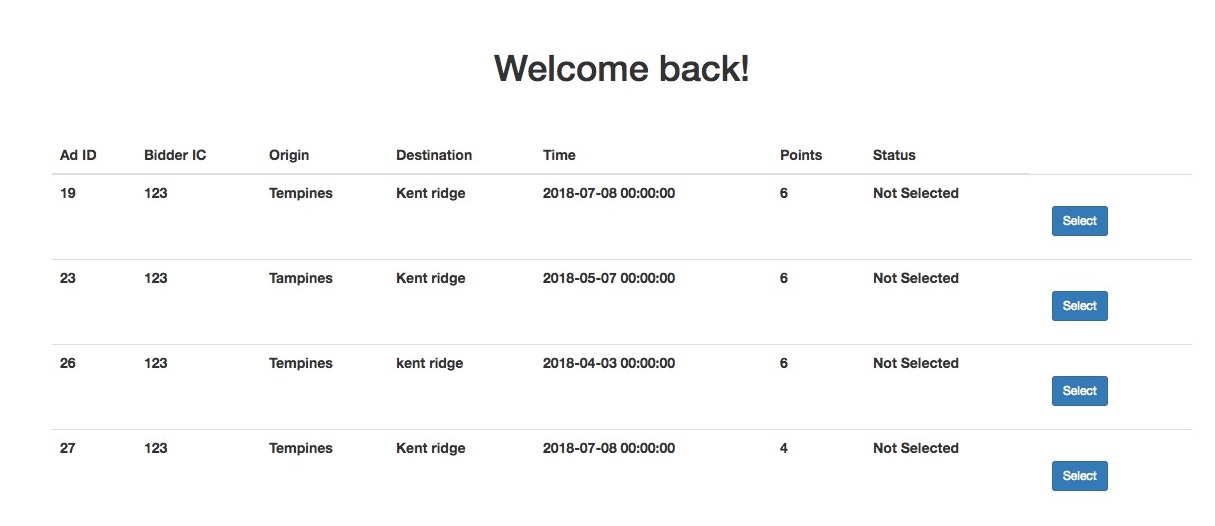 Welcome back!
Ad ID Bidder IC Origin Destination Time Points Status
19 123 Tempines Kent ridge 2018-07-08 00:00:00 6 Not Selected
Select
23 123 Tampines Kent ridge 2018-05-07 00:00:00 6 Not Selected
Select
26 123 Tempines kent ridge 2018-04-03 00:00:00 6 Not Selected
Select
27 123 Tempines Kent ridge 2018-07-08 00:00:00 4 Not Selected
Select